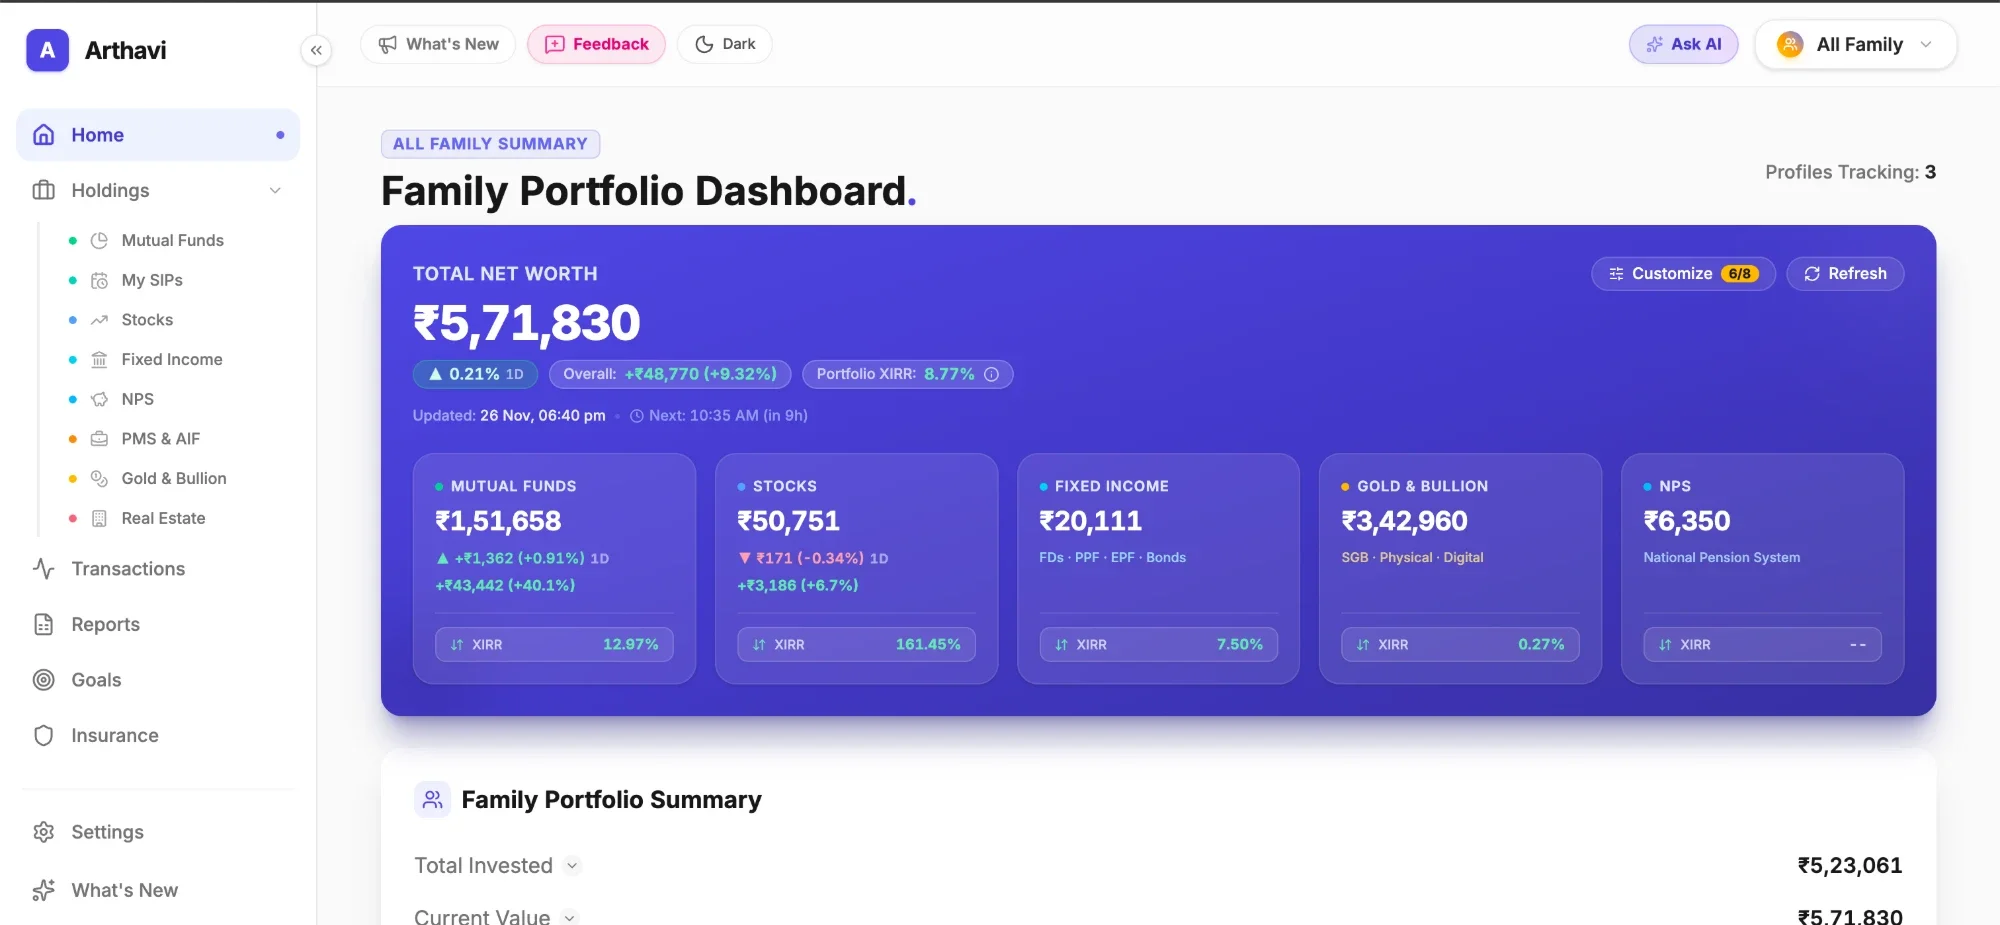 A Arthavi
What's New
Feedback
Dark
Ask AI
All Family
Home
Holdings
Mutual Funds
My SIPs
Stocks
Fixed Income
NPS
PMS & AIF
Gold & Bullion
Real Estate
Transactions
Reports
Goals
Insurance
Settings
What's New
ALL FAMILY SUMMARY
Family Portfolio Dashboard.
Profiles Tracking: 3
TOTAL NET WORTH
Customize 6/8
Refresh
₹5,71,830
▲ 0.21% 1D
Overall: +₹48,770 (+9.32%)
Portfolio XIRR: 8.77%
Updated: 26 Nov, 06:40 pm • Next: 10:35 AM (in 9h)
MUTUAL FUNDS
₹1,51,658
▲ +₹1,362 (+0.91%) 1D
+₹43,442 (+40.1%)
XIRR 12.97%
STOCKS
₹50,751
▼ ₹171 (-0.34%) 1D
+₹3,186 (+6.7%)
XIRR 161.45%
FIXED INCOME
₹20,111
FDs · PPF · EPF · Bonds
XIRR 7.50%
GOLD & BULLION
₹3,42,960
SGB · Physical · Digital
XIRR 0.27%
NPS
₹6,350
National Pension System
XIRR --
Family Portfolio Summary
Total Invested ₹5,23,061
Current Value ₹5,71,830